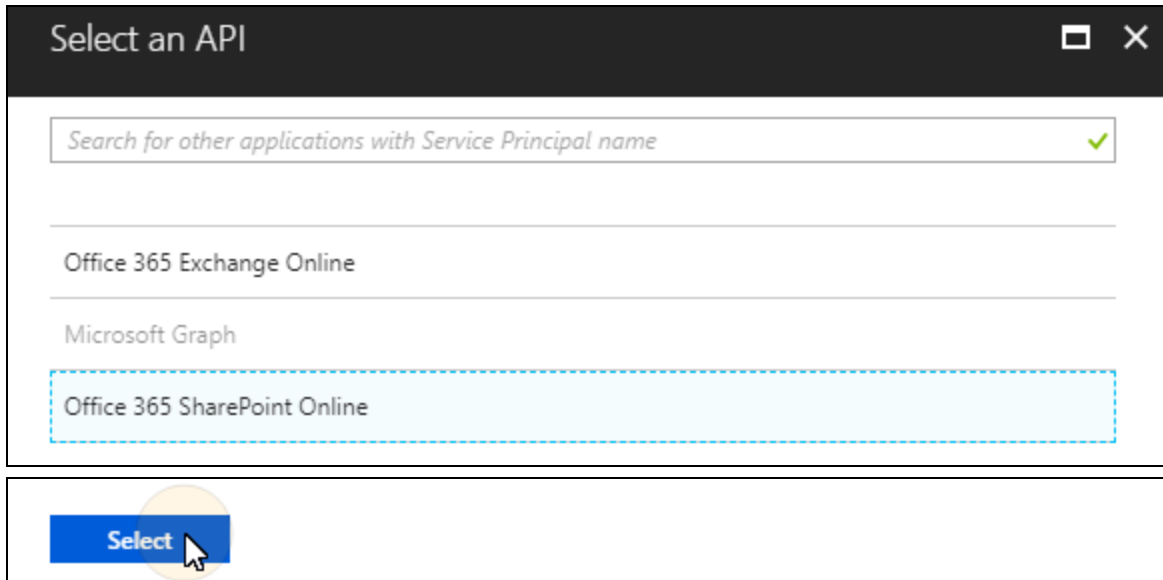 Select an API
Search for other applications with Service Principal name
Office 365 Exchange Online
Microsoft Graph
Office 365 SharePoint Online
Select